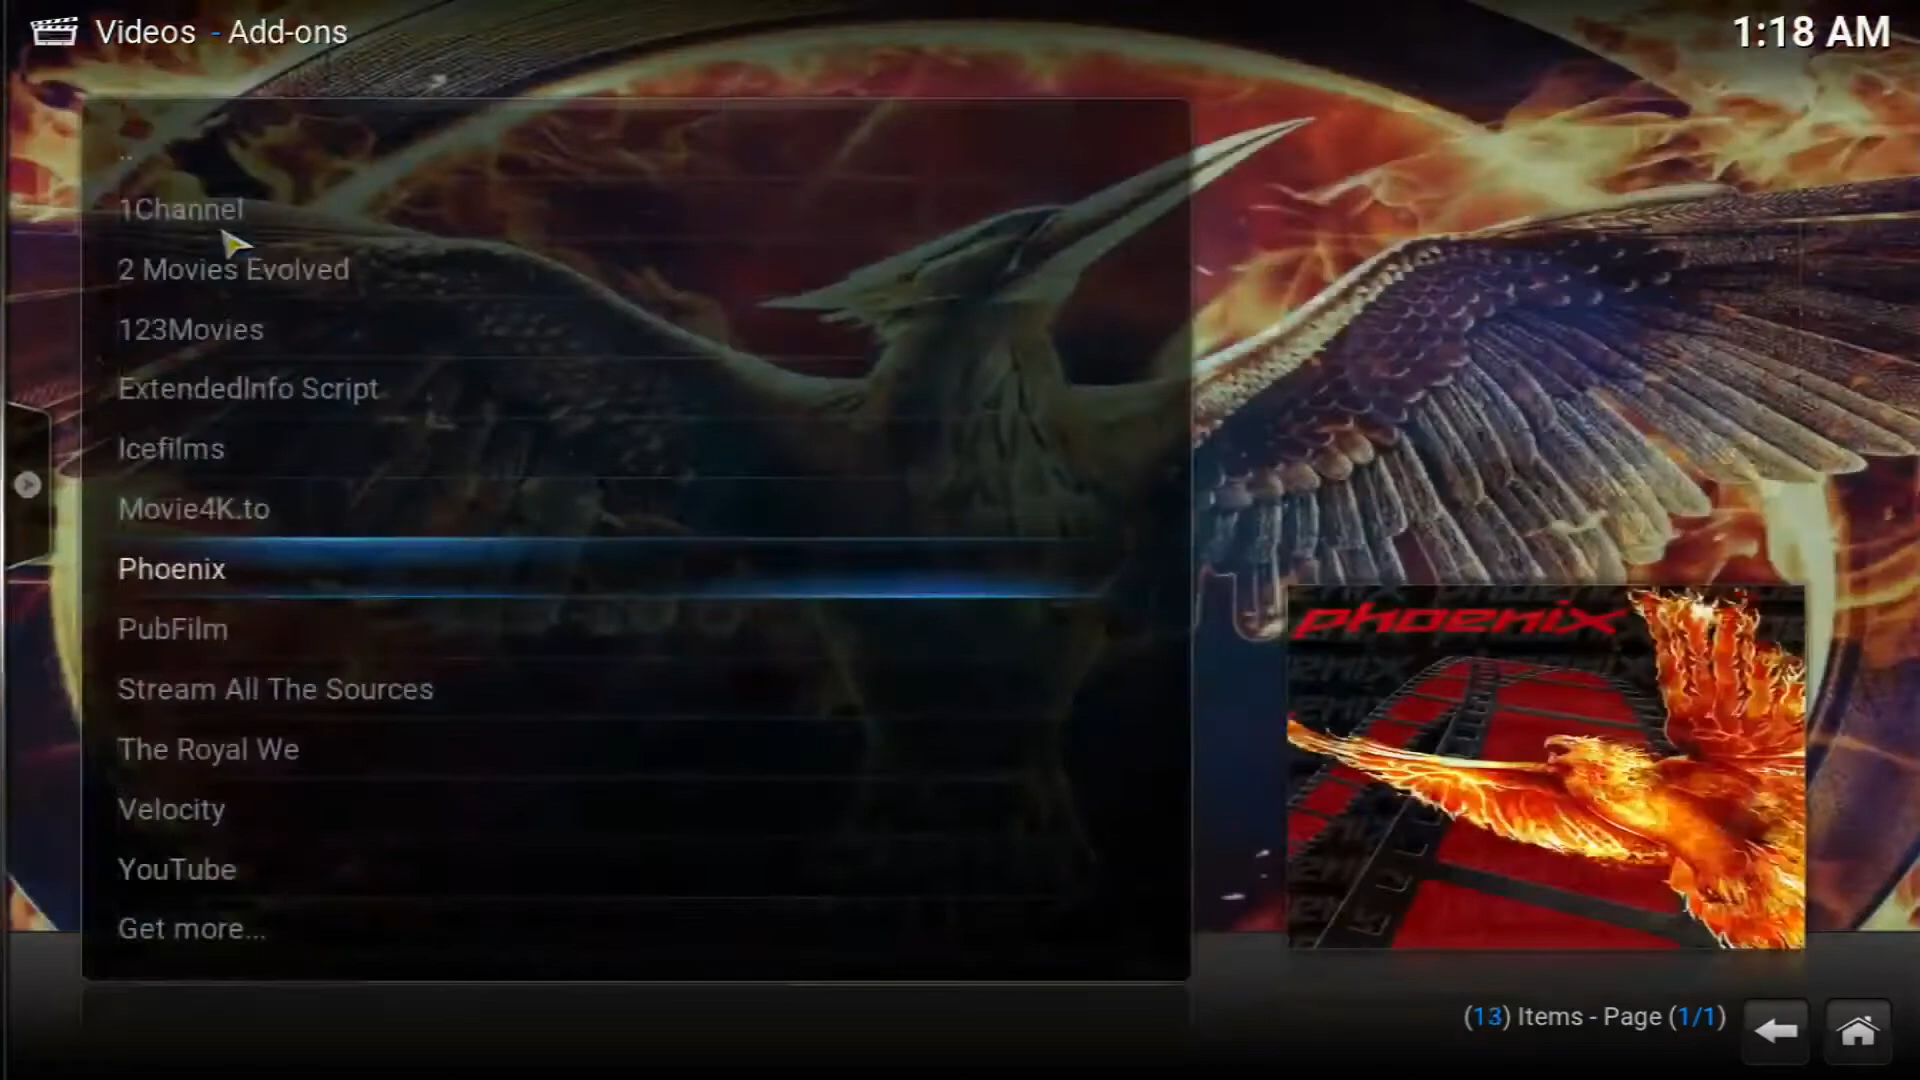 Videos - Add-ons
1:18 AM
..
1Channel
2 Movies Evolved
123Movies
ExtendedInfo Script
Icefilms
Movie4K.to
Phoenix
PubFilm
Stream All The Sources
The Royal We
Velocity
YouTube
Get more...
phoenix
(13) Items - Page (1/1)